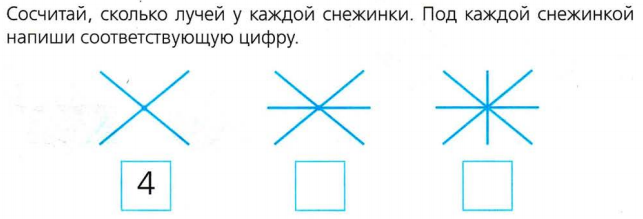 Сосчитай, сколько лучей у каждой снежинки. Под каждой снежинкой
напиши соответствующую цифру.
4